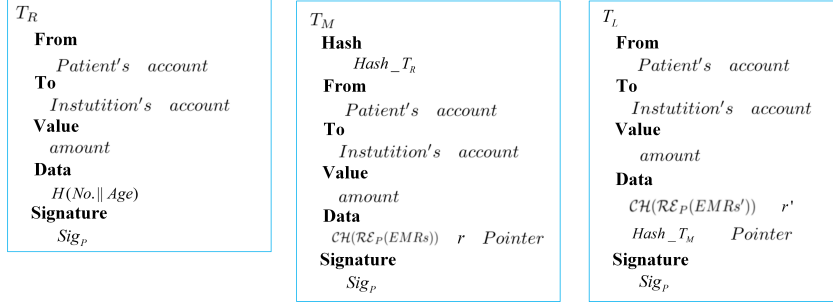 T_R
From
Patient's account
To
Instutition's account
Value
amount
Data
H(No.|| Age)
Signature
Sig_P
T_M
Hash
Hash_T_R
From
Patient's account
To
Instutition's account
Value
amount
Data
𝒞ℋ(ℛℰ_P(EMRs)) r Pointer
Signature
Sig_P
T_L
From
Patient's account
To
Instutition's account
Value
amount
Data
𝒞ℋ(ℛℰ_P(EMRs′)) r'
Hash_T_M Pointer
Signature
Sig_P